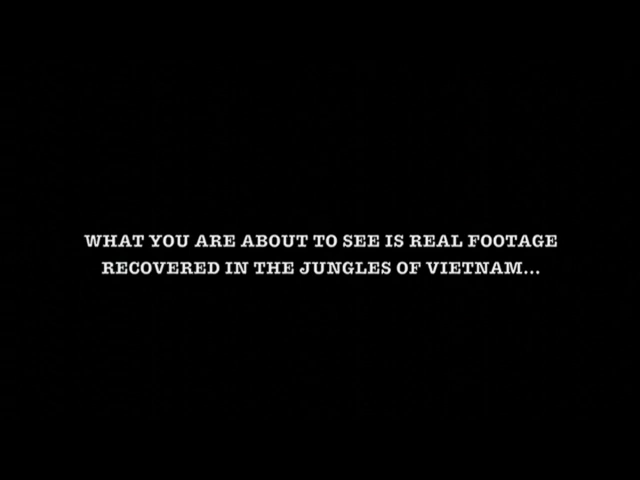 WHAT YOU ARE ABOUT TO SEE IS REAL FOOTAGE
RECOVERED IN THE JUNGLES OF VIETNAM...